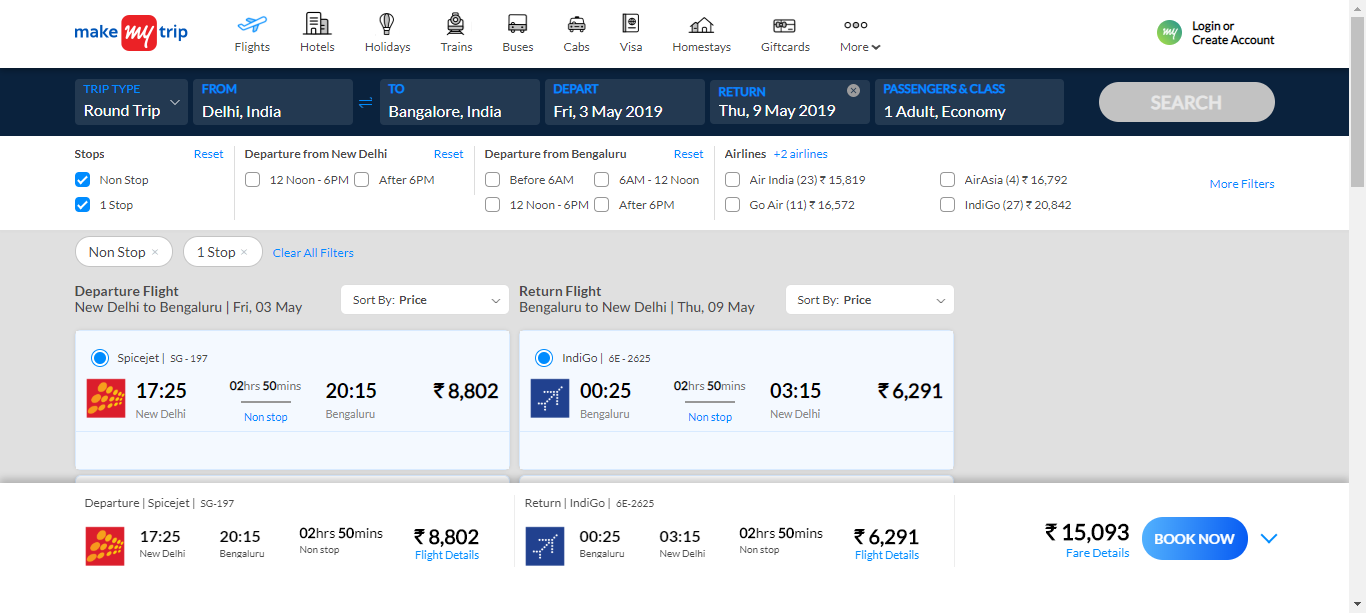 make my trip
Flights Hotels Holidays Trains Buses Cabs Visa Homestays Giftcards More
my Login or
Create Account
TRIP TYPE FROM TO DEPART RETURN PASSENGERS & CLASS
Round Trip Delhi, India Bangalore, India Fri, 3 May 2019 Thu, 9 May 2019 1 Adult, Economy SEARCH
Stops Reset Departure from New Delhi Reset Departure from Bengaluru Reset Airlines +2 airlines
Non Stop 12 Noon - 6PM After 6PM Before 6AM 6AM - 12 Noon Air India (23) ₹ 15,819 AirAsia (4) ₹ 16,792 More Filters
1 Stop 12 Noon - 6PM After 6PM Go Air (11) ₹ 16,572 IndiGo (27) ₹ 20,842
Non Stop × 1 Stop × Clear All Filters
Departure Flight
New Delhi to Bengaluru | Fri, 03 May
Sort By: Price
Return Flight
Bengaluru to New Delhi | Thu, 09 May
Sort By: Price
Spicejet | SG - 197
17:25 02hrs 50mins 20:15 ₹ 8,802
New Delhi Non stop Bengaluru
IndiGo | 6E - 2625
00:25 02hrs 50mins 03:15 ₹ 6,291
Bengaluru Non stop New Delhi
Departure | Spicejet | SG-197
17:25 20:15 02hrs 50mins ₹ 8,802
New Delhi Bengaluru Non stop Flight Details
Return | IndiGo | 6E-2625
00:25 03:15 02hrs 50mins ₹ 6,291
Bengaluru New Delhi Non stop Flight Details
₹ 15,093
Fare Details
BOOK NOW